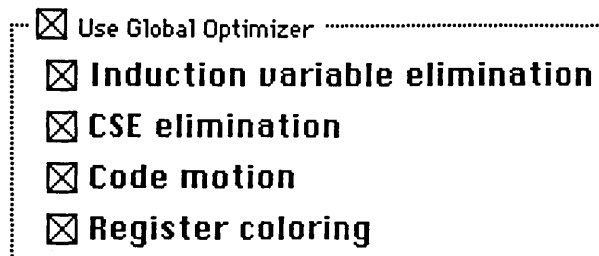 Use Global Optimizer
Induction variable elimination
CSE elimination
Code motion
Register coloring